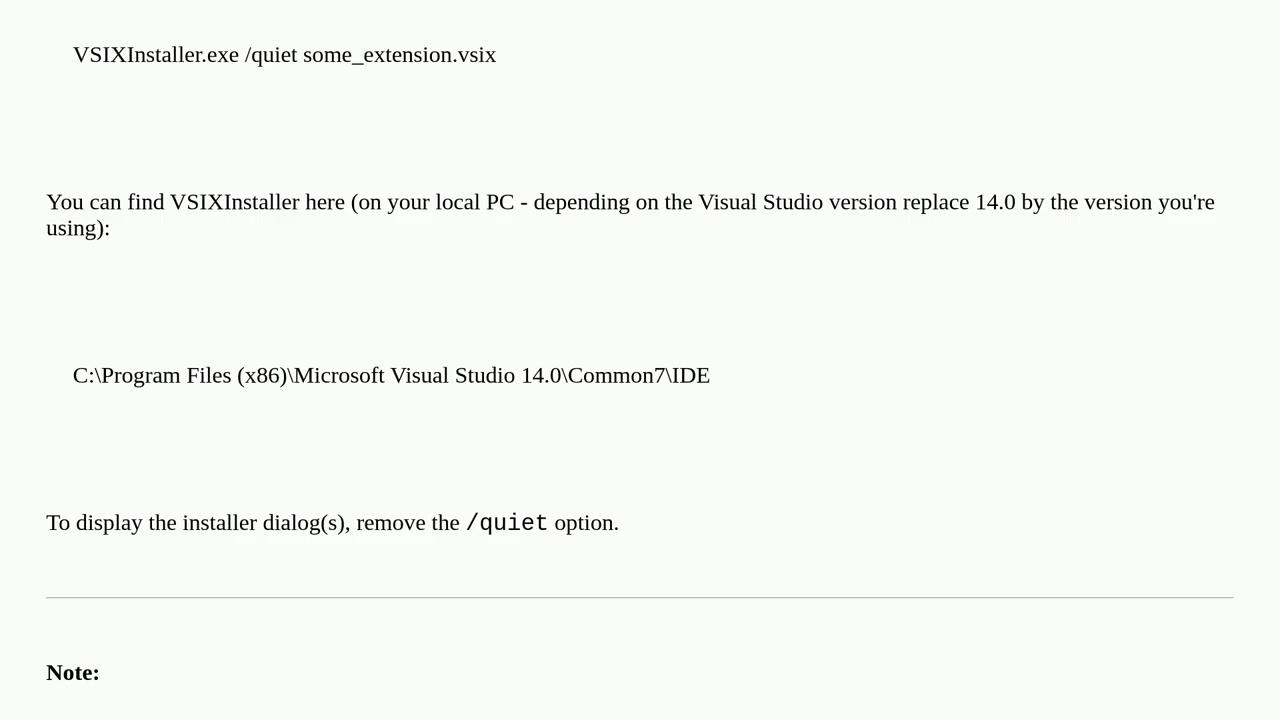 VSIXInstaller.exe /quiet some_extension.vsix
You can find VSIXInstaller here (on your local PC - depending on the Visual Studio version replace 14.0 by the version you're
using):
C:\Program Files (x86)\Microsoft Visual Studio 14.0\Common7\IDE
To display the installer dialog(s), remove the /quiet option.
Note: